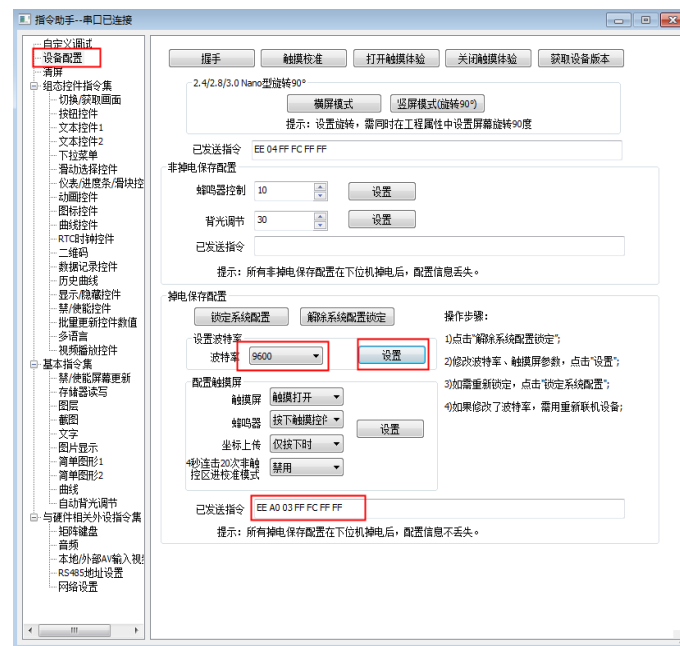 指令助手--串口已连接
自定义调试
设备配置
清屏
组态控件指令集
切换/获取画面
按钮控件
文本控件1
文本控件2
下拉菜单
滑动选择控件
仪表/进度条/滑块控
动画控件
图标控件
曲线控件
RTC时钟控件
二维码
数据记录控件
历史曲线
显示/隐藏控件
禁/使能控件
批量更新控件数值
多语言
视频播放控件
基本指令集
禁/使能屏幕更新
存储器读写
图层
截图
文字
图片显示
简单图形1
简单图形2
曲线
自动背光调节
与硬件相关外设指令集
矩阵键盘
音频
本地/外部AV输入视
RS485地址设置
网络设置
握手 触摸校准 打开触摸体验 关闭触摸体验 获取设备版本
2.4/2.8/3.0 Nano型旋转90°
横屏模式 竖屏模式(旋转90°)
提示：设置旋转，需同时在工程属性中设置屏幕旋转90度
已发送指令 EE 04 FF FC FF FF
非掉电保存配置
蜂鸣器控制 10 设置
背光调节 30 设置
已发送指令
提示：所有非掉电保存配置在下位机掉电后，配置信息丢失。
掉电保存配置
锁定系统配置 解除系统配置锁定
设置波特率
波特率 9600 设置
配置触摸屏
触摸屏 触摸打开
蜂鸣器 按下触摸控件
坐标上传 仅按下时
设置
4秒连击20次非触
控区进校准模式 禁用
操作步骤：
1)点击"解除系统配置锁定";
2)修改波特率、触摸屏参数，点击"设置";
3)如需重新锁定，点击"锁定系统配置";
4)如果修改了波特率，需用重新联机设备;
已发送指令 EE A0 03 FF FC FF FF
提示：所有掉电保存配置在下位机掉电后，配置信息不丢失。